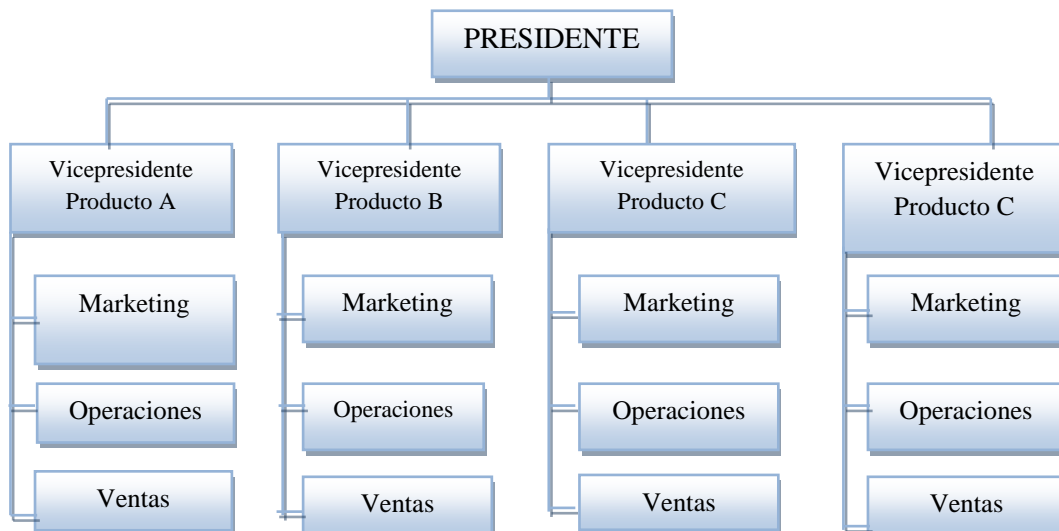 PRESIDENTE
Vicepresidente
Producto A
Vicepresidente
Producto B
Vicepresidente
Producto C
Vicepresidente
Producto C
Marketing
Marketing
Marketing
Marketing
Operaciones
Operaciones
Operaciones
Operaciones
Ventas
Ventas
Ventas
Ventas